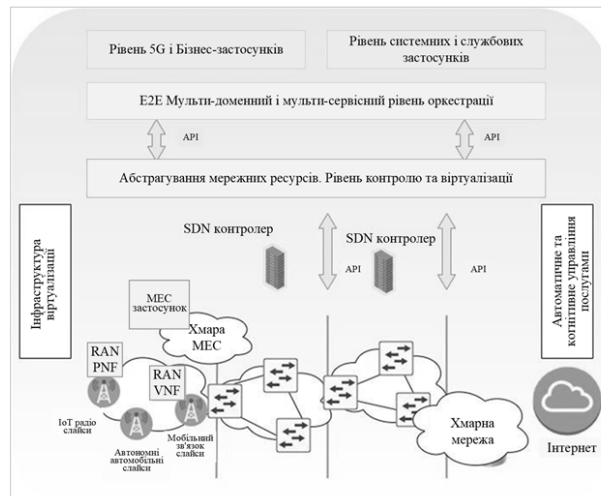 Рівень 5G і Бізнес-застосунків
Рівень системних і службових
застосунків
E2E Мульти-доменний і мульти-сервісний рівень оркестрації
API
API
Абстрагування мережних ресурсів. Рівень контролю та віртуалізації
Інфраструктура
віртуалізації
SDN контролер
SDN контролер
API
API
Автоматичне та
когнітивне управління
послугами
MEC
застосунок
Хмара
MEC
RAN
PNF
RAN
VNF
IoT радіо
слайси
Автономні
автомобільні
слайси
Мобільний
зв'язок
слайси
Хмарна
мережа
Інтернет